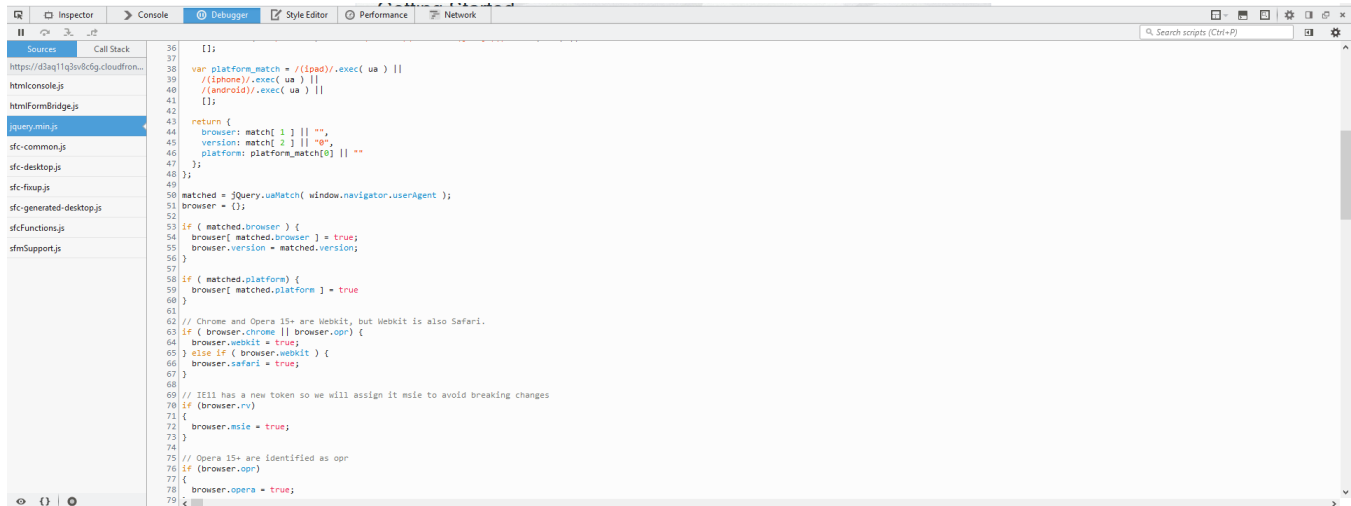 Getting Started
Inspector Console Debugger Style Editor Performance Network
Search scripts (Ctrl+P)
Sources Call Stack
https://d3aq11q3sv8c6g.cloudfron...
htmlconsole.js
htmlFormBridge.js
jquery.min.js
sfc-common.js
sfc-desktop.js
sfc-fixup.js
sfc-generated-desktop.js
sfcFunctions.js
sfmSupport.js
36 [];
37
38 var platform_match = /(ipad)/.exec( ua ) ||
39 /(iphone)/.exec( ua ) ||
40 /(android)/.exec( ua ) ||
41 [];
42
43 return {
44 browser: match[ 1 ] || "",
45 version: match[ 2 ] || "0",
46 platform: platform_match[0] || ""
47 };
48 };
49
50 matched = jQuery.uaMatch( window.navigator.userAgent );
51 browser = {};
52
53 if ( matched.browser ) {
54 browser[ matched.browser ] = true;
55 browser.version = matched.version;
56 }
57
58 if ( matched.platform) {
59 browser[ matched.platform ] = true
60 }
61
62 // Chrome and Opera 15+ are Webkit, but Webkit is also Safari.
63 if ( browser.chrome || browser.opr) {
64 browser.webkit = true;
65 } else if ( browser.webkit ) {
66 browser.safari = true;
67 }
68
69 // IE11 has a new token so we will assign it msie to avoid breaking changes
70 if (browser.rv)
71 {
72 browser.msie = true;
73 }
74
75 // Opera 15+ are identified as opr
76 if (browser.opr)
77 {
78 browser.opera = true;
79